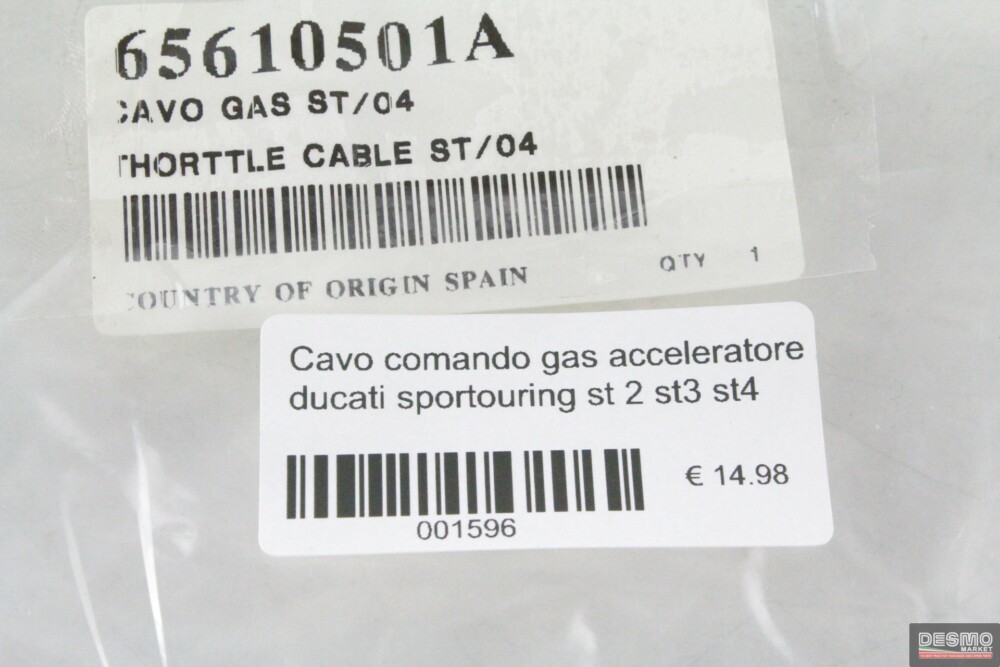 65610501A
CAVO GAS ST/04
THORTTLE CABLE ST/04
COUNTRY OF ORIGIN SPAIN
QTY 1
Cavo comando gas acceleratore
ducati sportouring st 2 st3 st4
€ 14.98
001596
DESMO
MARKET